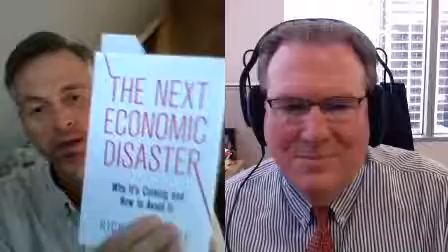 THE NEXT
ECONOMIC
DISASTER
Why It's Coming and
How to Avoid It